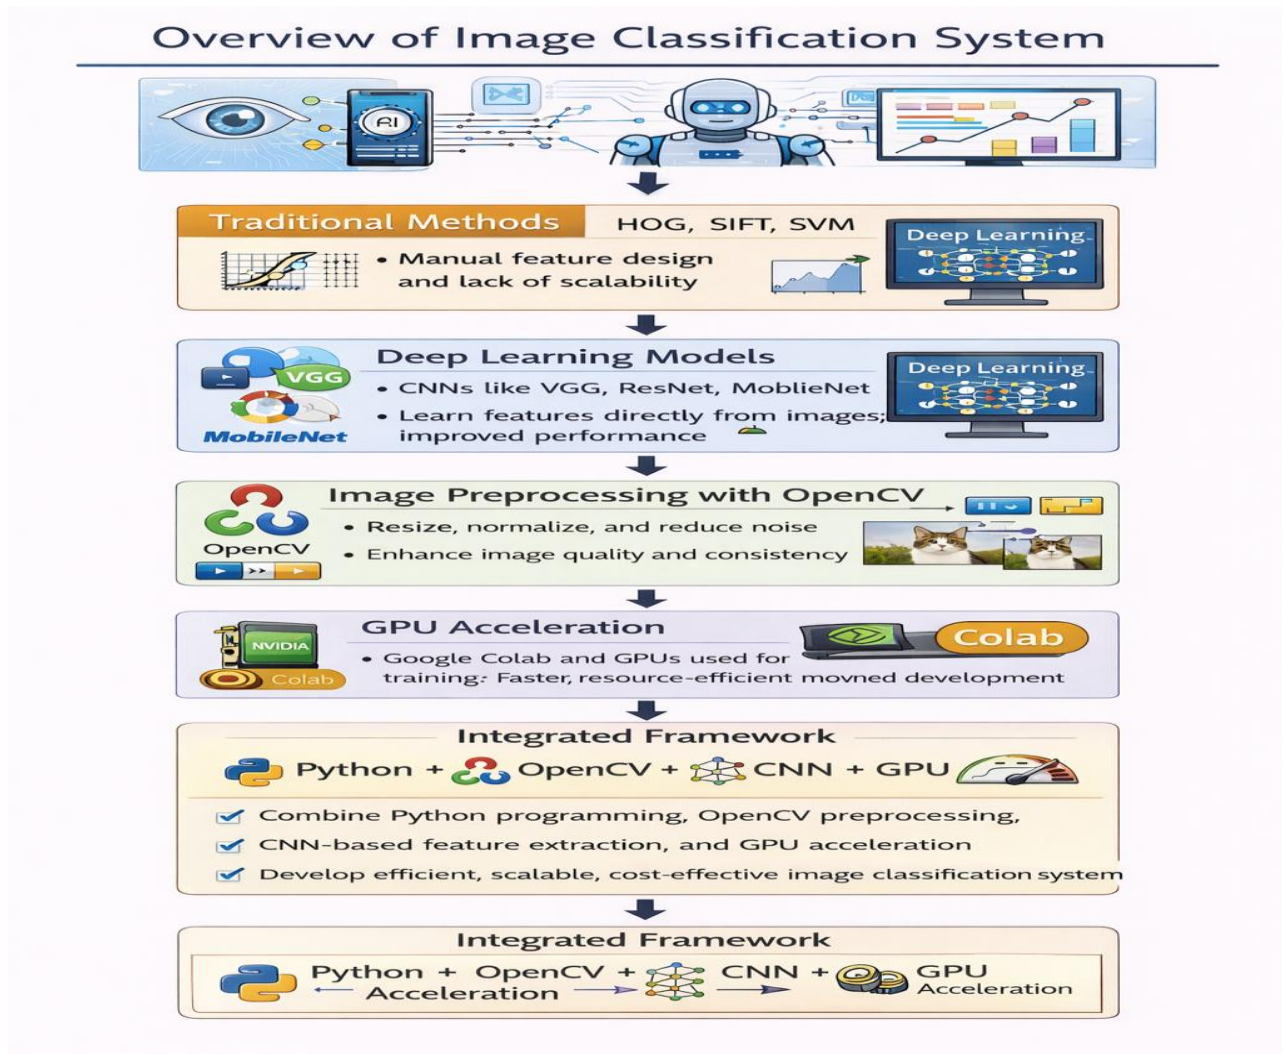 Overview of Image Classification System
AI
Traditional Methods
HOG, SIFT, SVM
Deep Learning
• Manual feature design
and lack of scalability
Deep Learning Models
VGG
MobileNet
• CNNs like VGG, ResNet, MoblieNet
• Learn features directly from images;
improved performance
Deep Learning
Image Preprocessing with OpenCV
OpenCV
• Resize, normalize, and reduce noise
• Enhance image quality and consistency
GPU Acceleration
NVIDIA
Colab
Colab
• Google Colab and GPUs used for
training: Faster, resource-efficient movned development
Integrated Framework
Python + OpenCV + CNN + GPU
Combine Python programming, OpenCV preprocessing,
CNN-based feature extraction, and GPU acceleration
Develop efficient, scalable, cost-effective image classification system
Integrated Framework
Python + OpenCV + CNN + GPU
Acceleration Acceleration